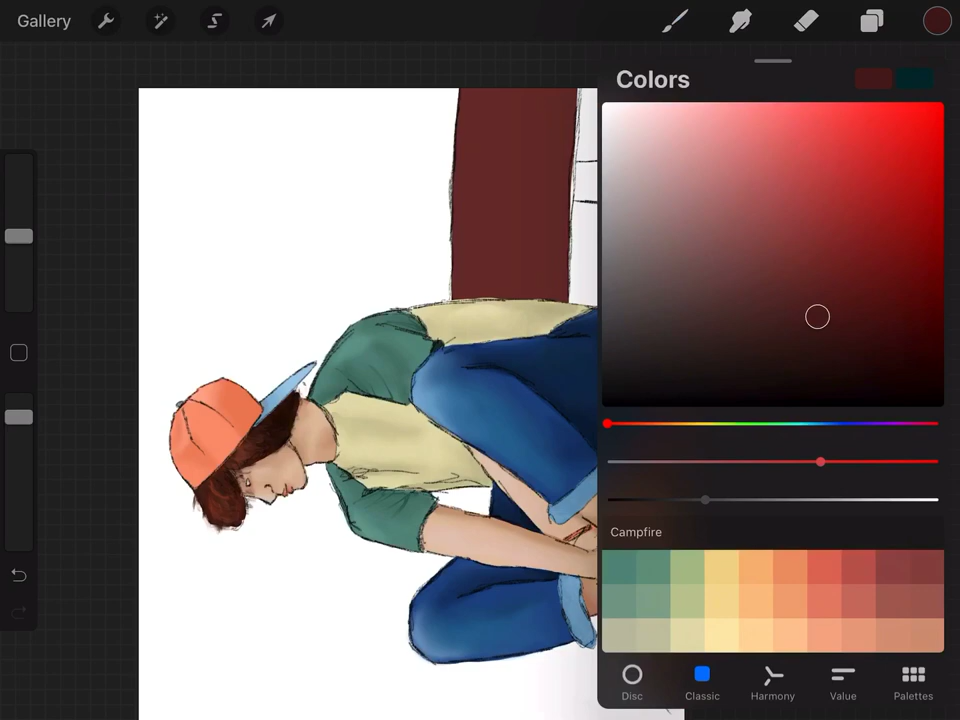 Gallery
Colors
Campfire
Disc
Classic
Harmony
Value
Palettes